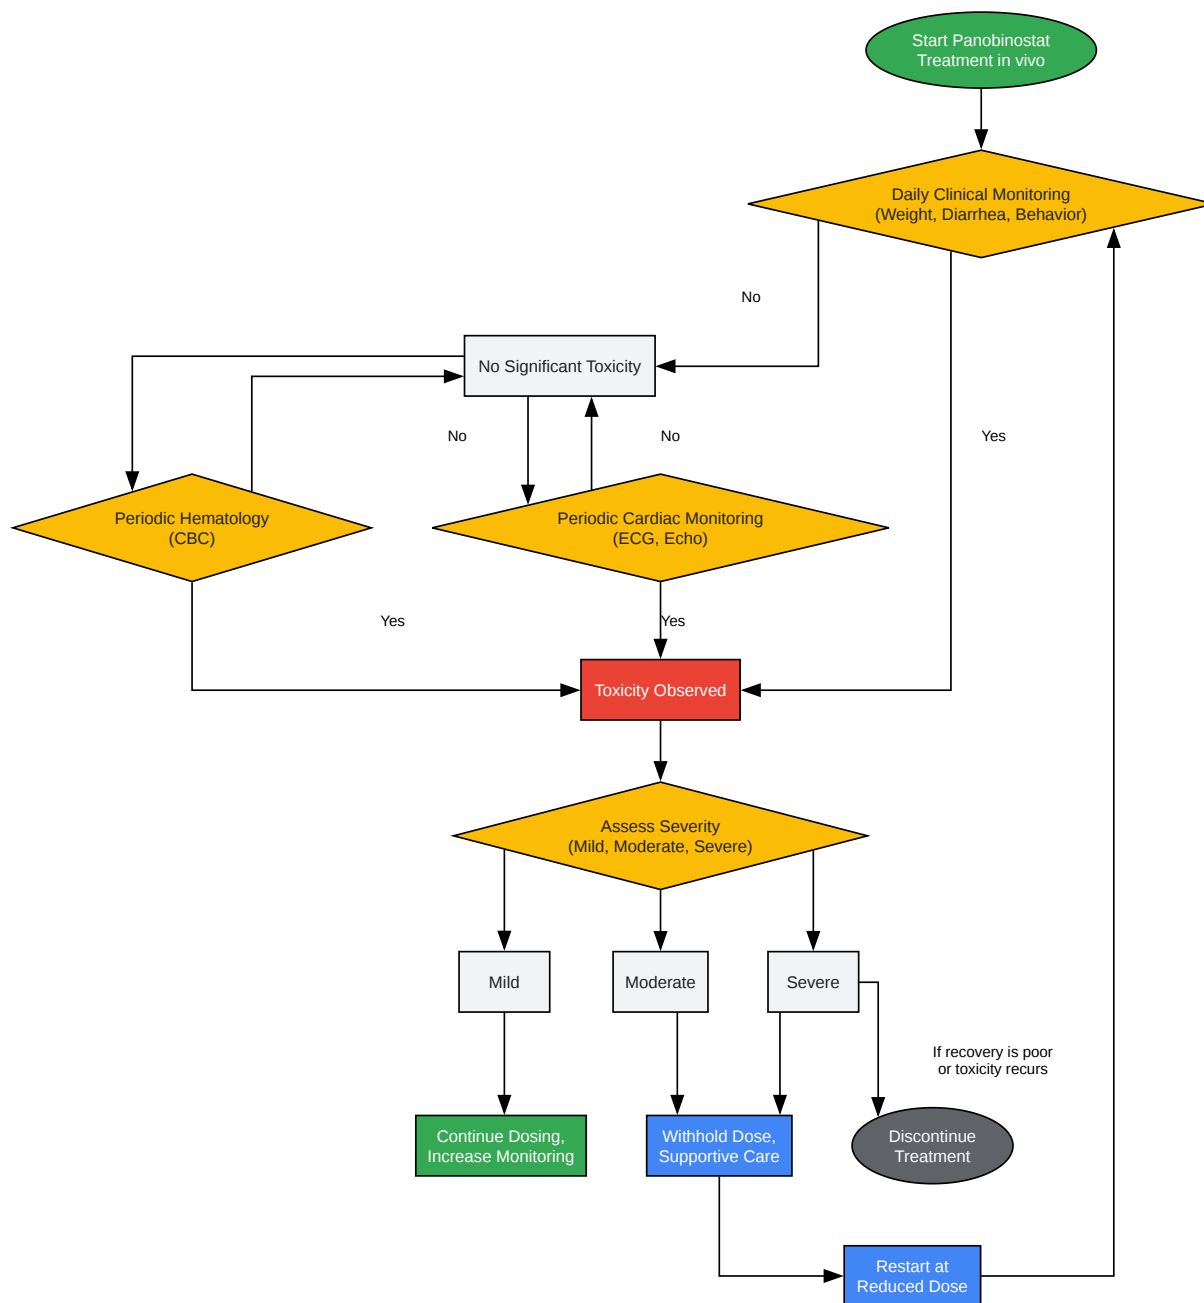 Start Panobinostat
Treatment in vivo
Daily Clinical Monitoring
(Weight, Diarrhea, Behavior)
No
No Significant Toxicity
No
No
Yes
Periodic Hematology
(CBC)
Periodic Cardiac Monitoring
(ECG, Echo)
Yes
Yes
Toxicity Observed
Assess Severity
(Mild, Moderate, Severe)
Mild
Moderate
Severe
If recovery is poor
or toxicity recurs
Continue Dosing,
Increase Monitoring
Withhold Dose,
Supportive Care
Discontinue
Treatment
Restart at
Reduced Dose